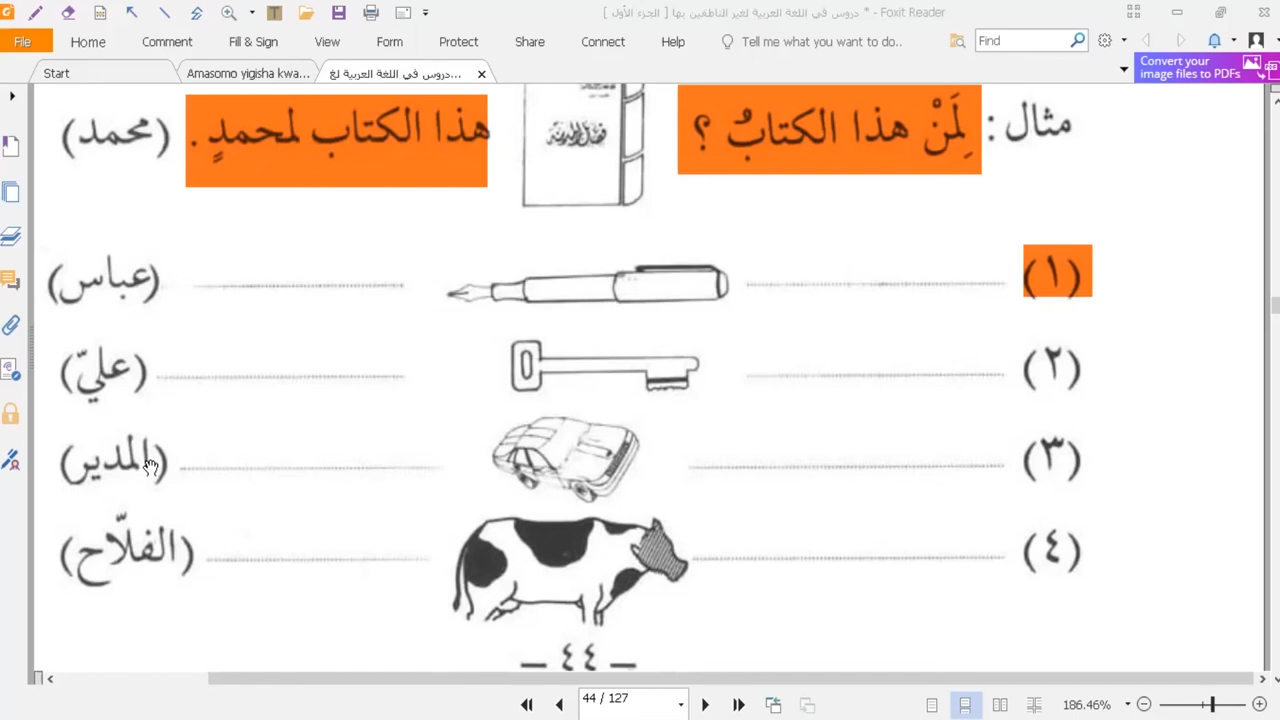 * دروس في اللغة العربية لغير الناطقين بها [ الجزء الأول ] - Foxit Reader
File Home Comment Fill & Sign View Form Protect Share Connect Help Tell me what you want to do.. Find
Start Amasomo yigisha kwa... دروس في اللغة العربية لغ...
Convert your
image files to PDFs
مثال : لِمَنْ هذا الكتابُ ؟ هذا الكتاب لمحمدٍ . (محمد)
(١) (عباس)
(٢) (عليّ)
(٣) (المدير)
(٤) (الفلاّح)
– ٤٤ –
44 / 127
186.46%